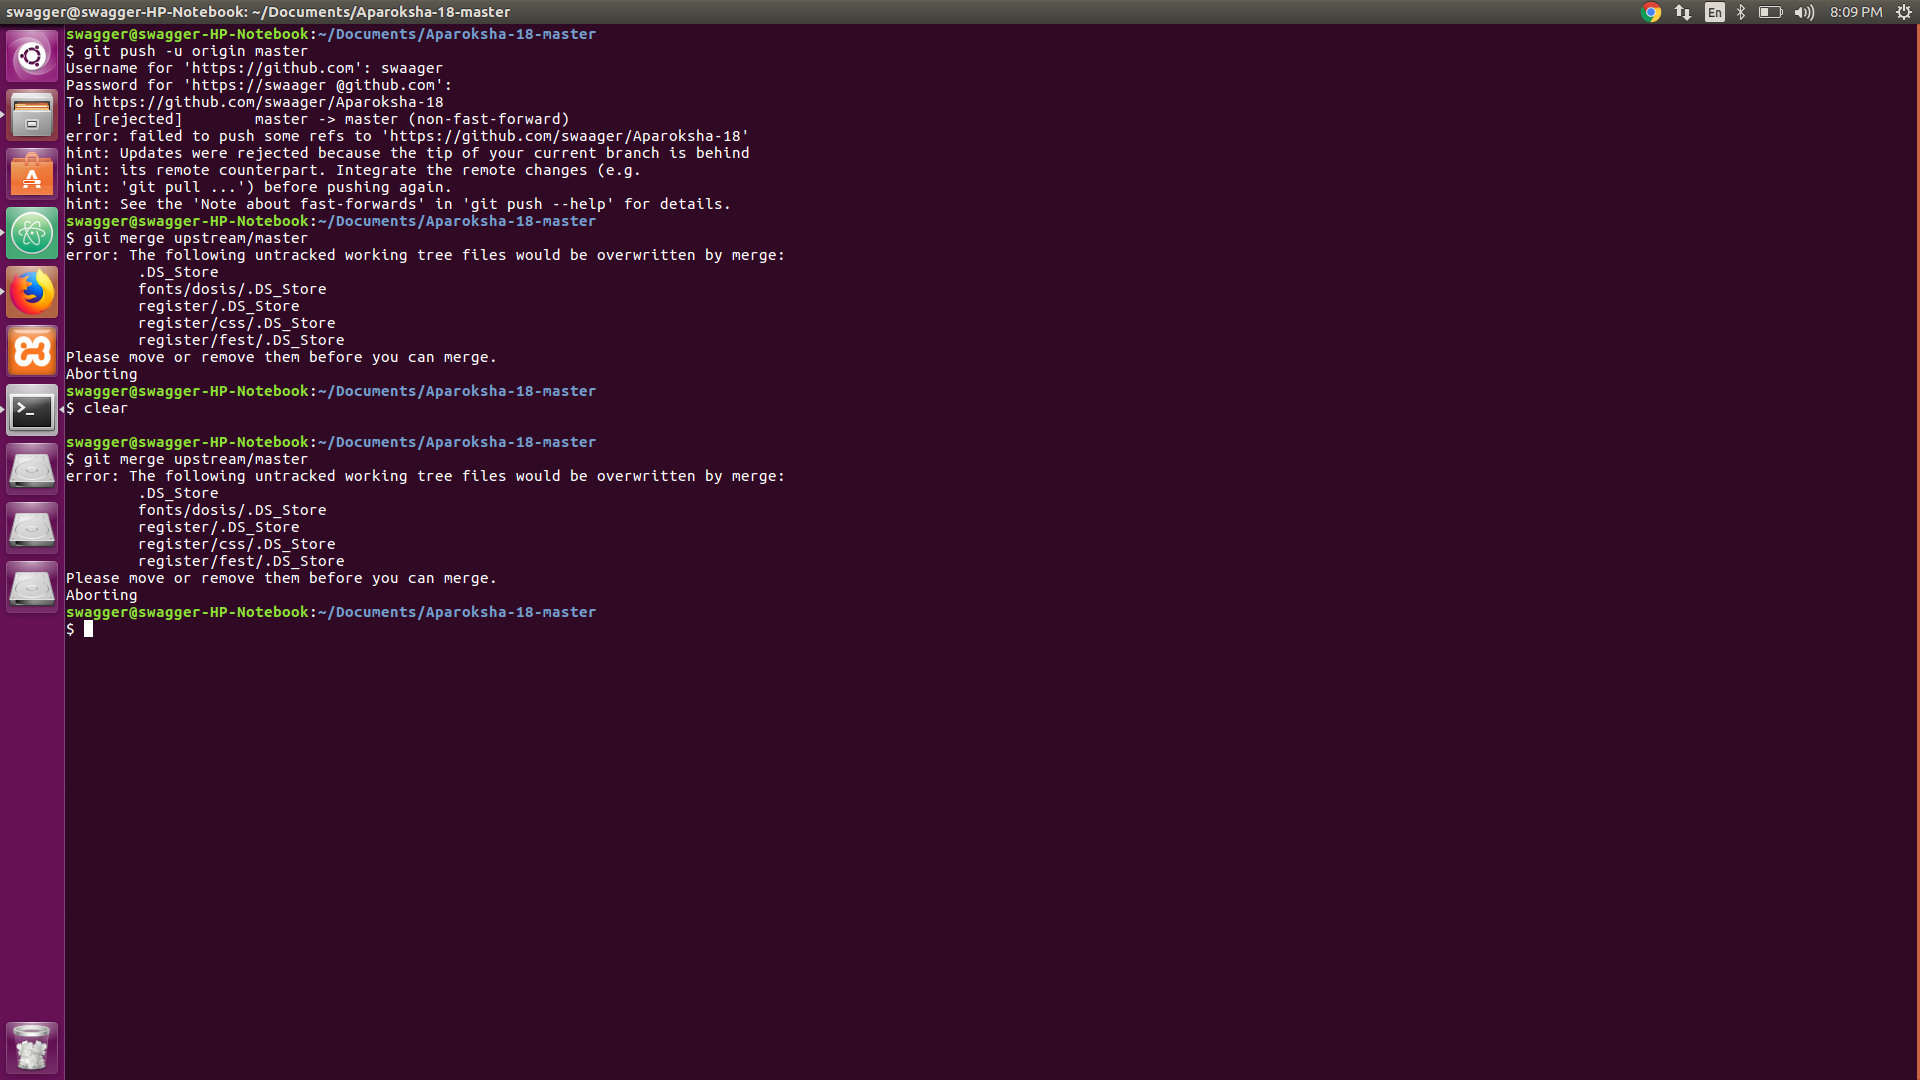 swagger@swagger-HP-Notebook: ~/Documents/Aparoksha-18-master
En
8:09 PM
swagger@swagger-HP-Notebook:~/Documents/Aparoksha-18-master
$ git push -u origin master
Username for 'https://github.com': swaager
Password for 'https://swaager @github.com':
To https://github.com/swaager/Aparoksha-18
! [rejected]        master -> master (non-fast-forward)
error: failed to push some refs to 'https://github.com/swaager/Aparoksha-18'
hint: Updates were rejected because the tip of your current branch is behind
hint: its remote counterpart. Integrate the remote changes (e.g.
hint: 'git pull ...') before pushing again.
hint: See the 'Note about fast-forwards' in 'git push --help' for details.
swagger@swagger-HP-Notebook:~/Documents/Aparoksha-18-master
$ git merge upstream/master
error: The following untracked working tree files would be overwritten by merge:
.DS_Store
fonts/dosis/.DS_Store
register/.DS_Store
register/css/.DS_Store
register/fest/.DS_Store
Please move or remove them before you can merge.
Aborting
swagger@swagger-HP-Notebook:~/Documents/Aparoksha-18-master
$ clear
swagger@swagger-HP-Notebook:~/Documents/Aparoksha-18-master
$ git merge upstream/master
error: The following untracked working tree files would be overwritten by merge:
.DS_Store
fonts/dosis/.DS_Store
register/.DS_Store
register/css/.DS_Store
register/fest/.DS_Store
Please move or remove them before you can merge.
Aborting
swagger@swagger-HP-Notebook:~/Documents/Aparoksha-18-master
$